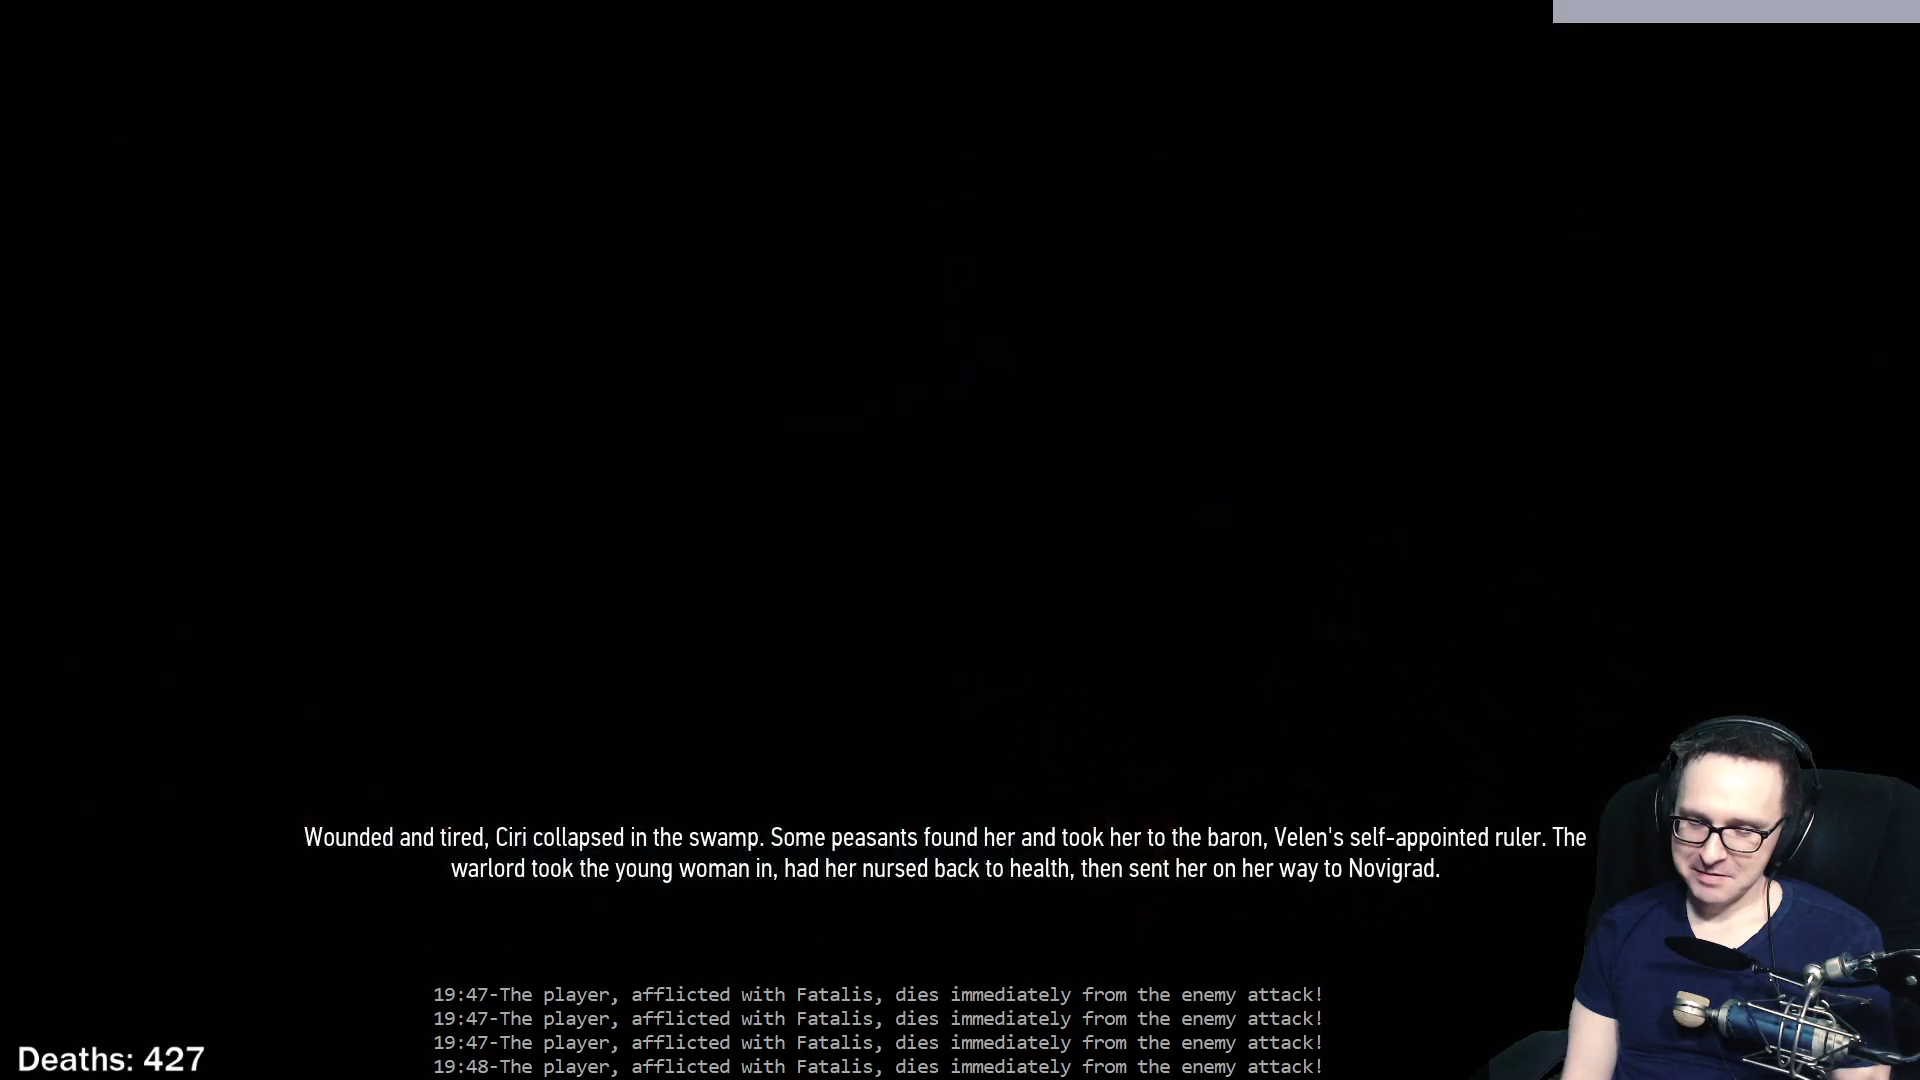 Wounded and tired, Ciri collapsed in the swamp. Some peasants found her and took her to the baron, Velen's self-appointed ruler. The
warlord took the young woman in, had her nursed back to health, then sent her on her way to Novigrad.
19:47-The player, afflicted with Fatalis, dies immediately from the enemy attack!
19:47-The player, afflicted with Fatalis, dies immediately from the enemy attack!
19:47-The player, afflicted with Fatalis, dies immediately from the enemy attack!
19:48-The player, afflicted with Fatalis, dies immediately from the enemy attack!
Deaths: 427